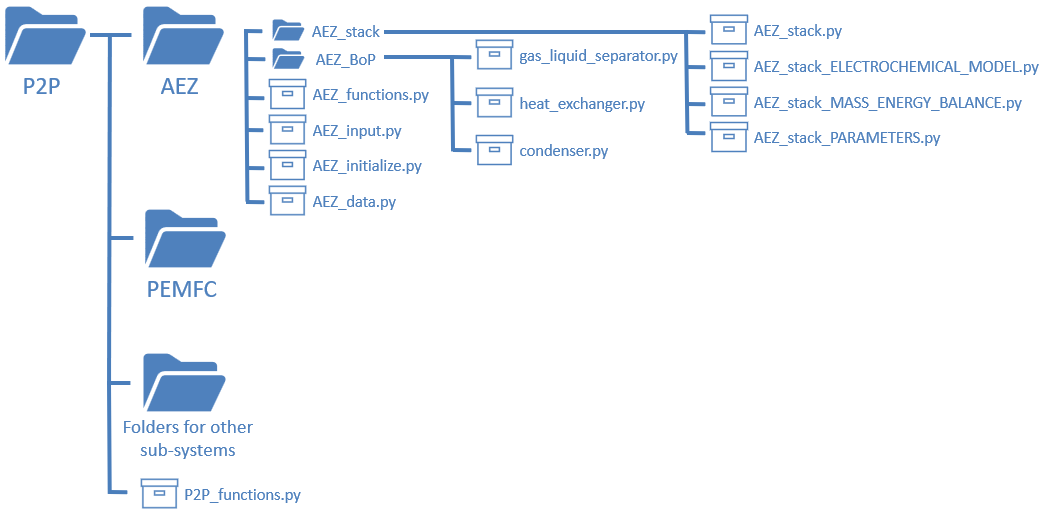 P2P
AEZ
AEZ_stack
AEZ_BoP
AEZ_functions.py
AEZ_input.py
AEZ_initialize.py
AEZ_data.py
gas_liquid_separator.py
heat_exchanger.py
condenser.py
AEZ_stack.py
AEZ_stack_ELECTROCHEMICAL_MODEL.py
AEZ_stack_MASS_ENERGY_BALANCE.py
AEZ_stack_PARAMETERS.py
PEMFC
Folders for other
sub-systems
P2P_functions.py